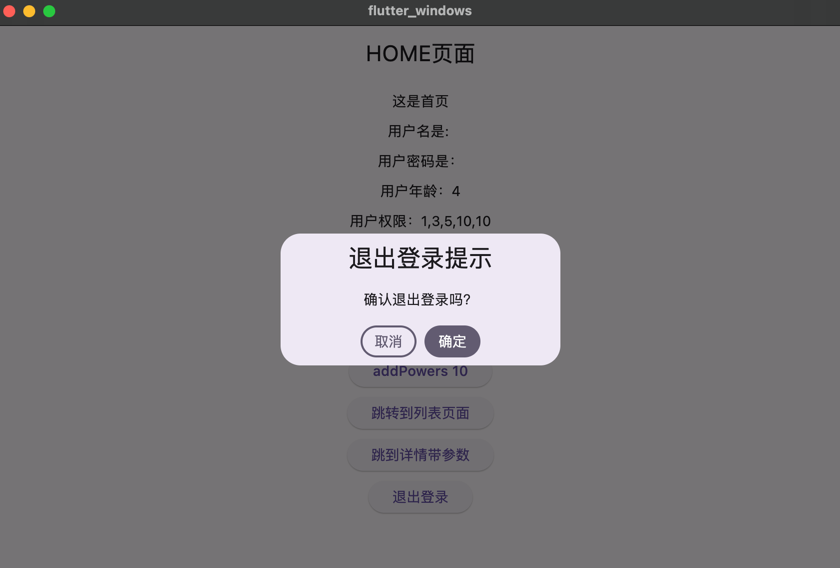 flutter_windows
HOME页面
这是首页
用户名是:
用户密码是:
用户年龄：4
用户权限：1,3,5,10,10
退出登录提示
确认退出登录吗?
取消 确定
addPowers 10
跳转到列表页面
跳到详情带参数
退出登录